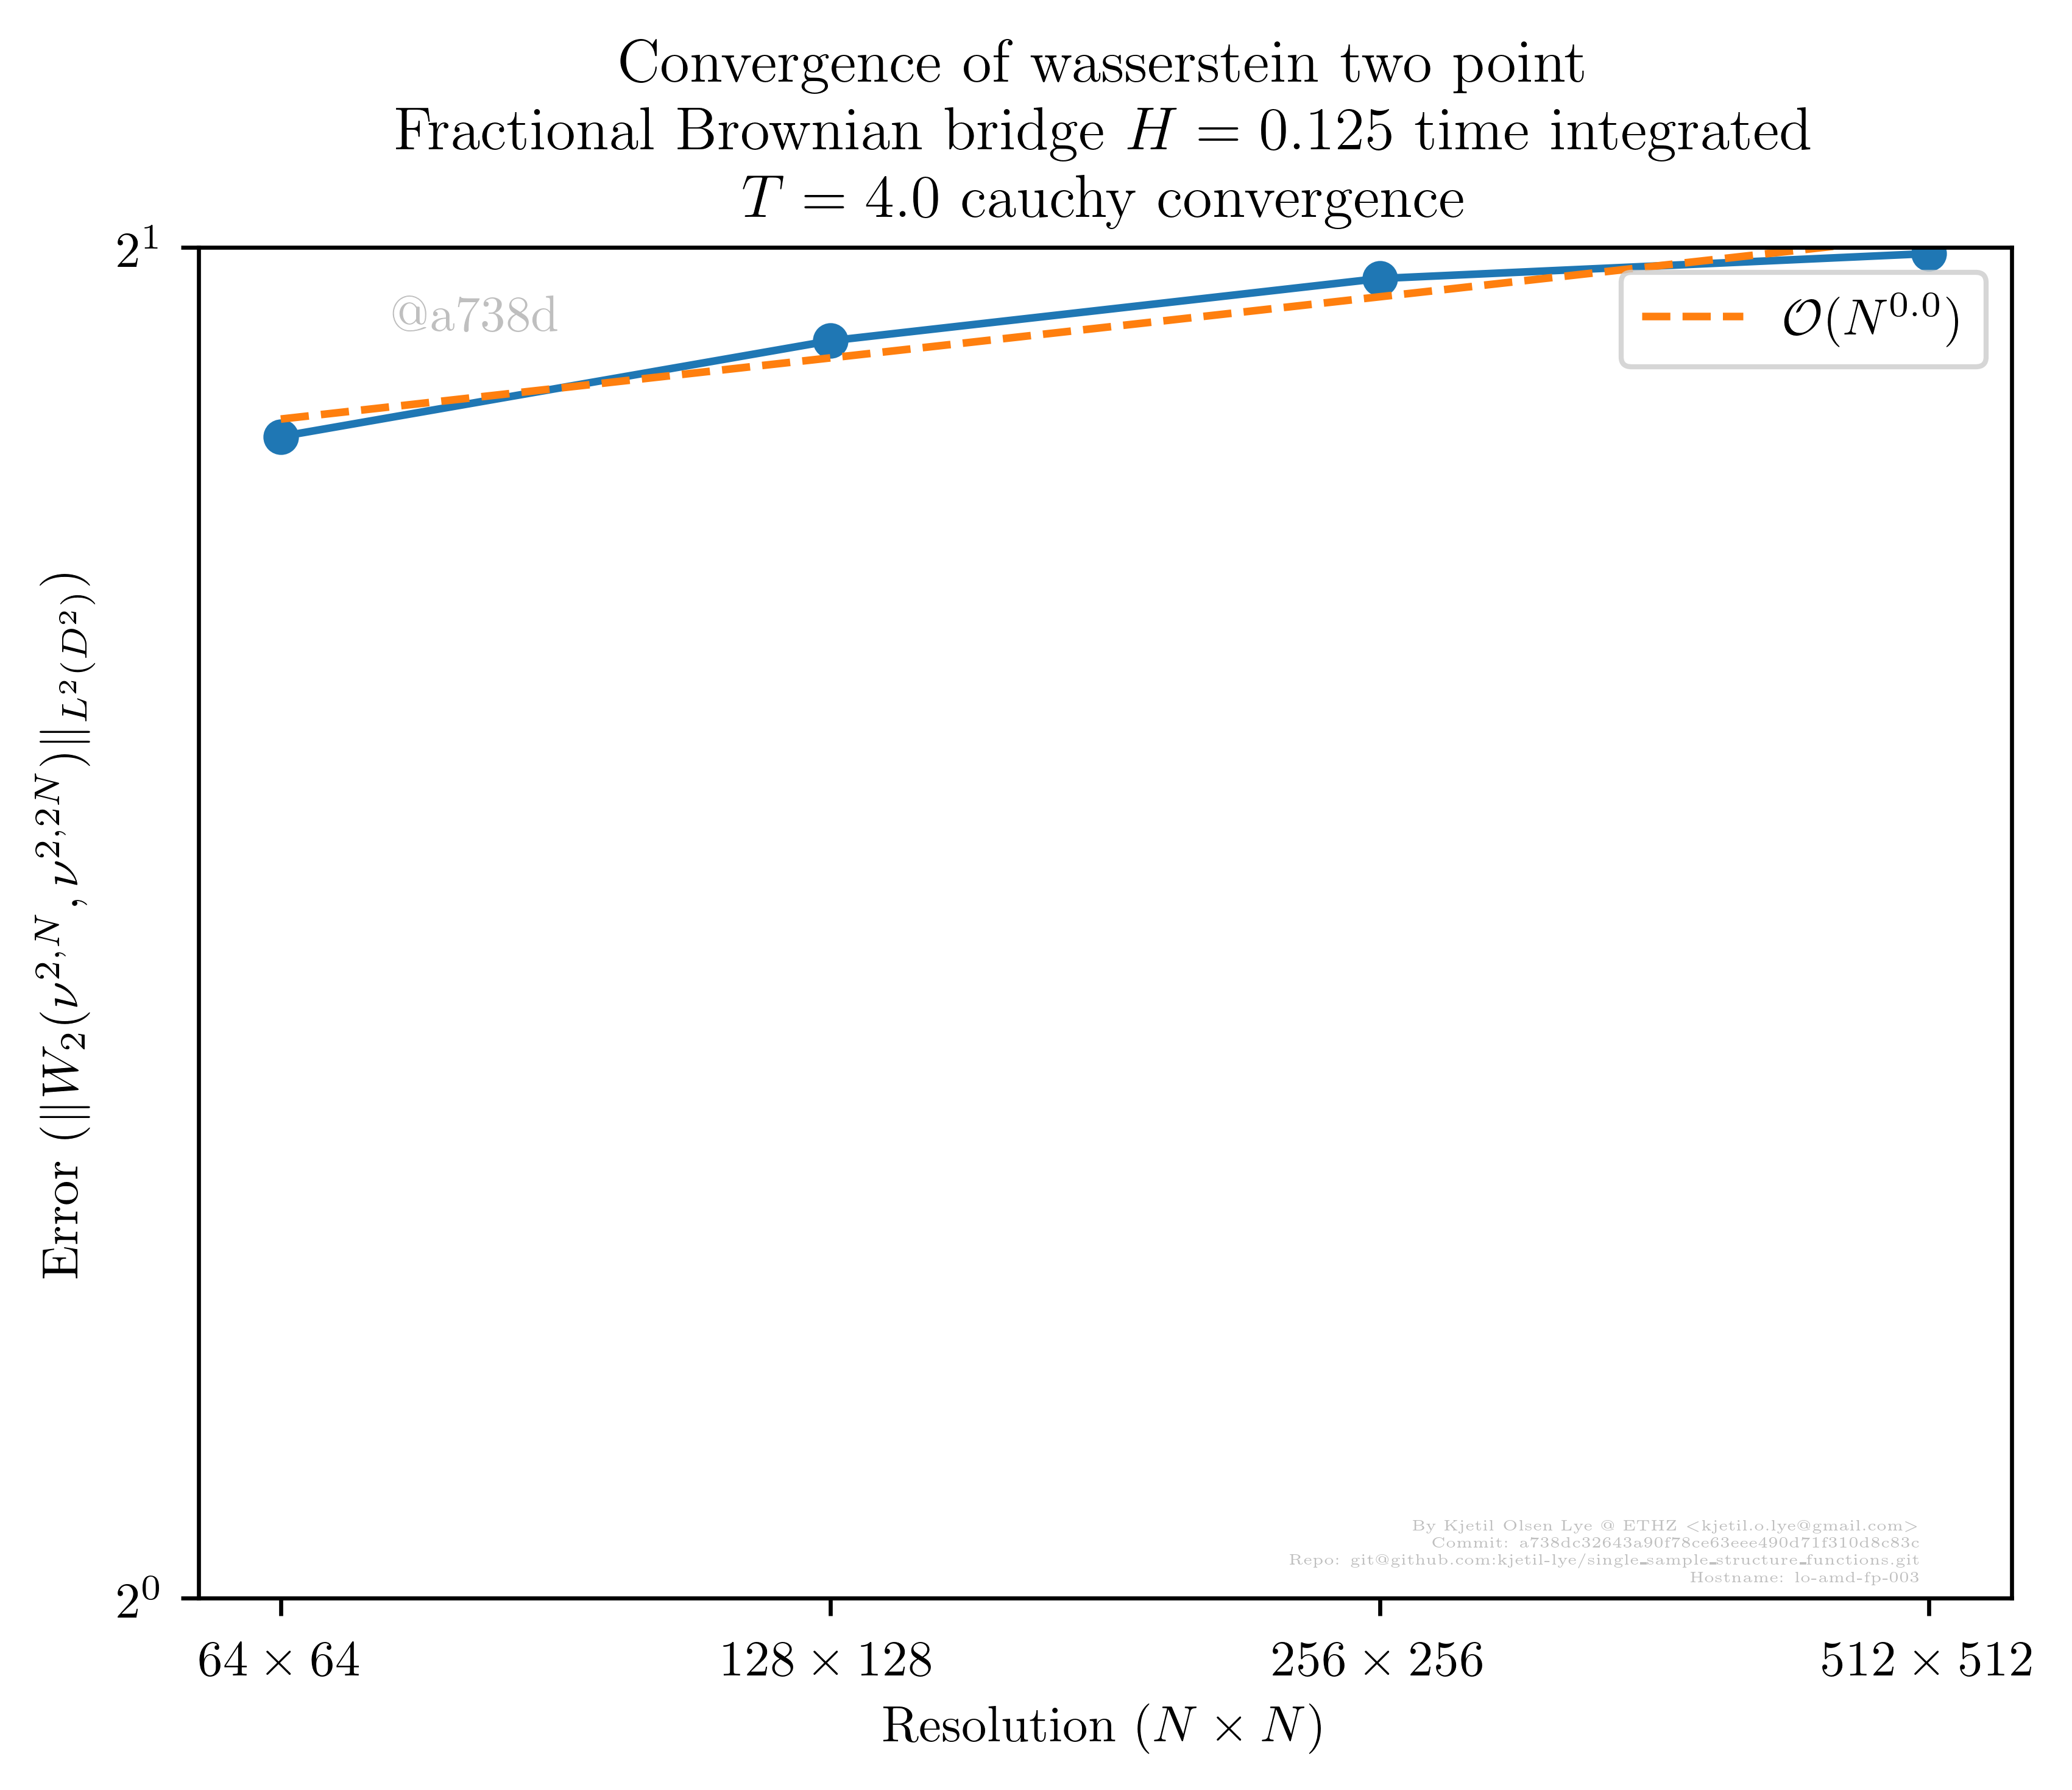 Convergence of wasserstein two point
Fractional Brownian bridge H = 0.125 time integrated
T = 4.0 cauchy convergence
2^1
@a738d
O(N^{0.0})
Error (||W_2(ν^{2,N}, ν^{2,2N})||_{L^2(D^2)})
By Kjetil Olsen Lye @ ETHZ <kjetil.o.lye@gmail.com>
Commit: a738dc32643a90f78ce63eee490d71f310d8c83c
Repo: git@github.com:kjetil-lye/single_sample_structure_functions.git
Hostname: lo-amd-fp-003
2^0
64 × 64 128 × 128 256 × 256 512 × 512
Resolution (N × N)